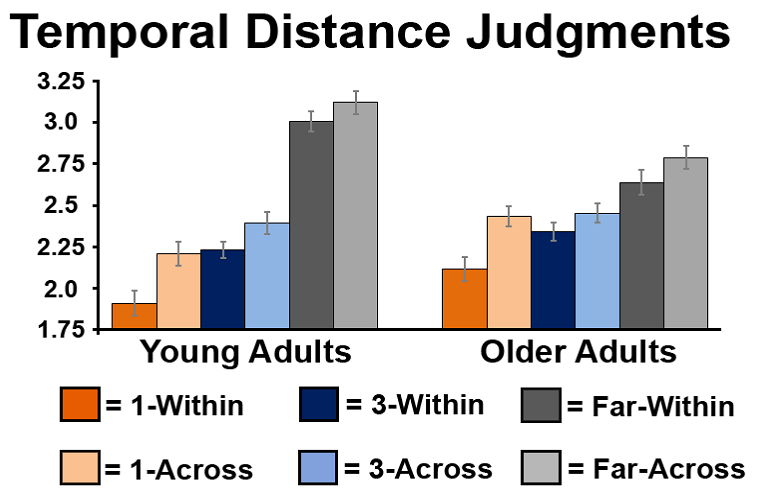 Temporal Distance Judgments
3.25
3.0
2.75
2.5
2.25
2.0
1.75
Young Adults Older Adults
= 1-Within = 3-Within = Far-Within
= 1-Across = 3-Across = Far-Across